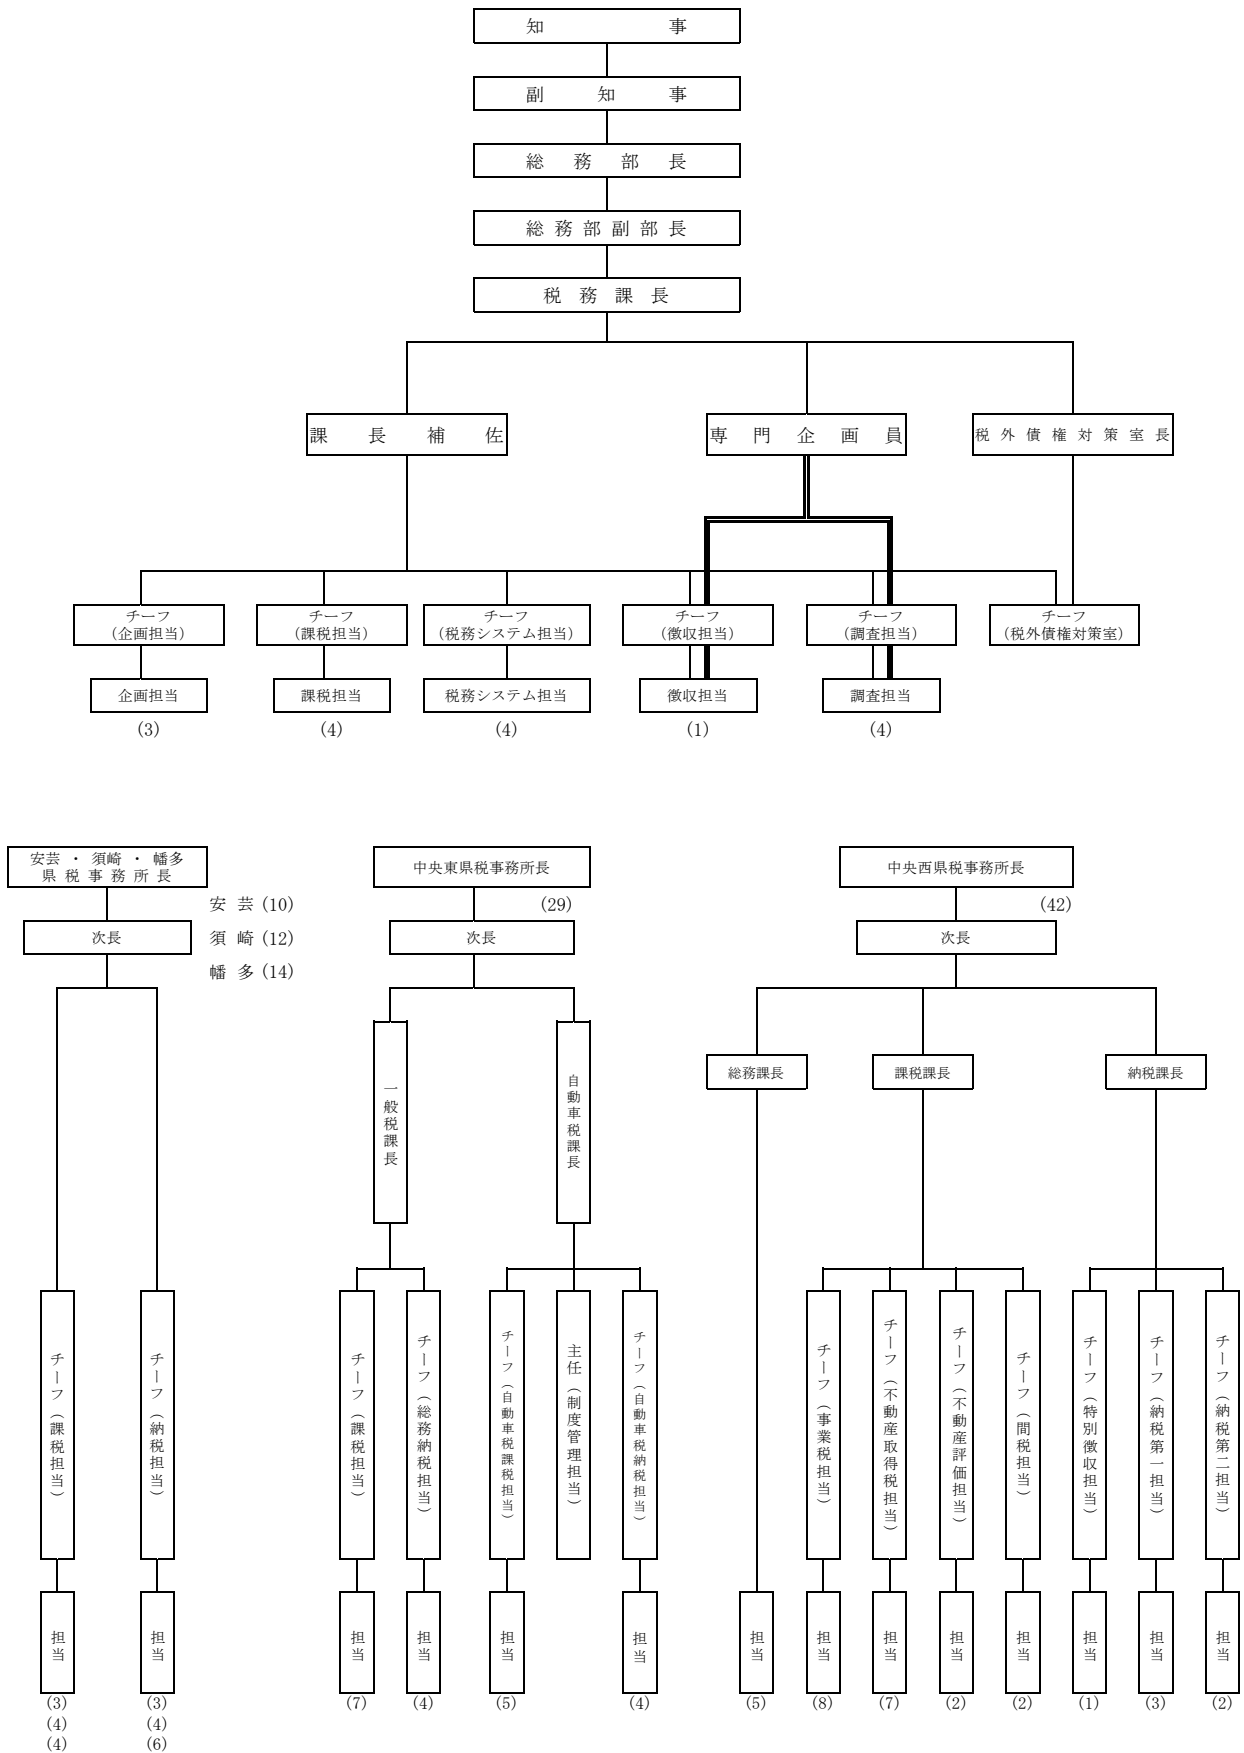 知事
副知事
総務部長
総務部副部長
税務課長
課長補佐
専門企画員
税外債権対策室長
チーフ
(企画担当)
チーフ
(課税担当)
チーフ
(税務システム担当)
チーフ
(徴収担当)
チーフ
(調査担当)
チーフ
(税外債権対策室)
企画担当
課税担当
税務システム担当
徴収担当
調査担当
(3)
(4)
(4)
(1)
(4)
安芸・須崎・幡多
県税事務所長
安芸(10)
次長
須崎(12)
幡多(14)
チーフ(課税担当)
チーフ(納税担当)
担当
担当
(3)
(3)
(4)
(4)
(4)
(6)
中央東県税事務所長
(29)
次長
一般税課長
自動車税課長
チーフ(課税担当)
チーフ(総務納税担当)
チーフ(自動車税課税担当)
主任(制度管理担当)
チーフ(自動車税納税担当)
担当
担当
担当
担当
(7)
(4)
(5)
(4)
中央西県税事務所長
(42)
次長
総務課長
課税課長
納税課長
チーフ(事業税担当)
チーフ(不動産取得税担当)
チーフ(不動産評価担当)
チーフ(間税担当)
チーフ(特別徴収担当)
チーフ(納税第一担当)
チーフ(納税第二担当)
担当
担当
担当
担当
担当
担当
担当
担当
(5)
(8)
(7)
(2)
(2)
(1)
(3)
(2)